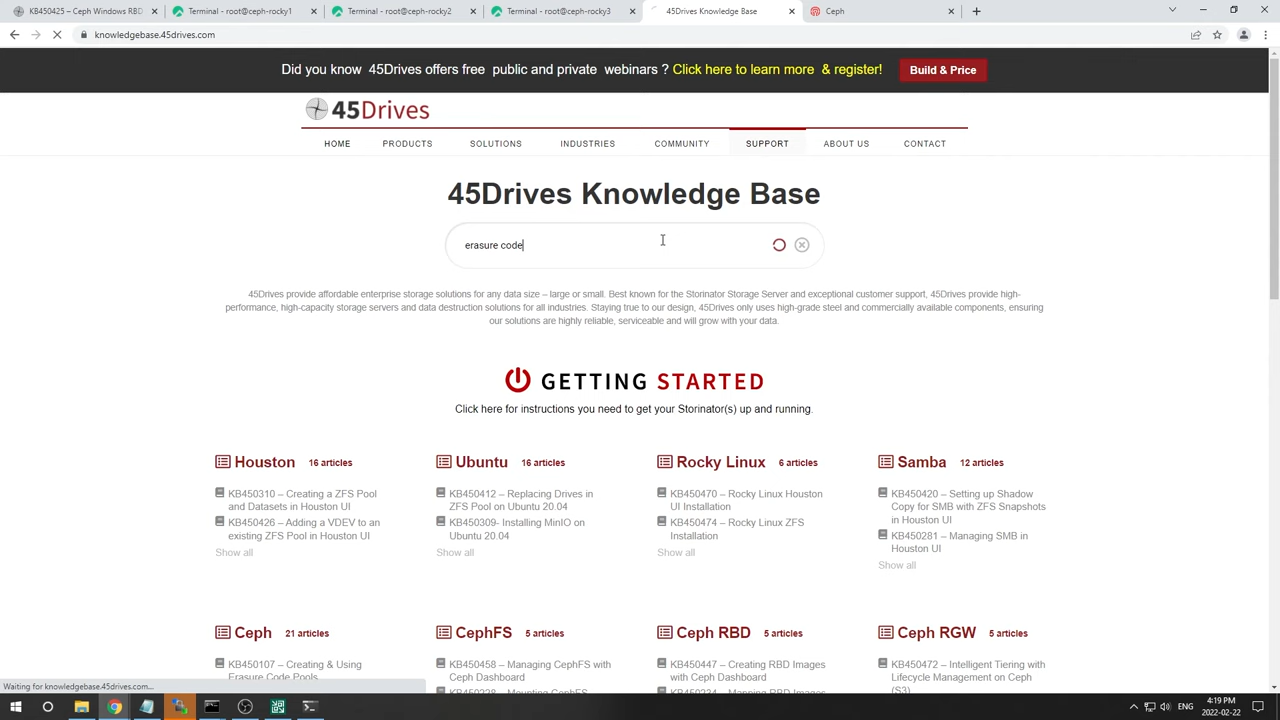 KB450425 – Ceph Windows RBD
Terminal - root@ceph-rocky1
Terminal - root@ceph-rocky2
Terminal - root@ceph-rocky3
45Drives Knowledge Base
Ceph
knowledgebase.45drives.com
Did you know 45Drives offers free public and private webinars ? Click here to learn more & register!
Build & Price
45Drives
HOME
PRODUCTS
SOLUTIONS
INDUSTRIES
COMMUNITY
SUPPORT
ABOUT US
CONTACT
45Drives Knowledge Base
erasure code
45Drives provide affordable enterprise storage solutions for any data size – large or small. Best known for the Storinator Storage Server and exceptional customer support, 45Drives provide high-
performance, high-capacity storage servers and data destruction solutions for all industries. Staying true to our design, 45Drives only uses high-grade steel and commercially available components, ensuring
our solutions are highly reliable, serviceable and will grow with your data.
GETTING STARTED
Click here for instructions you need to get your Storinator(s) up and running.
Houston 16 articles
KB450310 – Creating a ZFS Pool
and Datasets in Houston UI
KB450426 – Adding a VDEV to an
existing ZFS Pool in Houston UI
Show all
Ubuntu 16 articles
KB450412 – Replacing Drives in
ZFS Pool on Ubuntu 20.04
KB450309- Installing MinIO on
Ubuntu 20.04
Show all
Rocky Linux 6 articles
KB450470 – Rocky Linux Houston
UI Installation
KB450474 – Rocky Linux ZFS
Installation
Show all
Samba 12 articles
KB450420 – Setting up Shadow
Copy for SMB with ZFS Snapshots
in Houston UI
KB450281 – Managing SMB in
Houston UI
Show all
Ceph 21 articles
KB450107 – Creating & Using
Erasure Code Pools
CephFS 5 articles
KB450458 – Managing CephFS with
Ceph Dashboard
Ceph RBD 5 articles
KB450447 – Creating RBD Images
with Ceph Dashboard
Ceph RGW 5 articles
KB450472 – Intelligent Tiering with
Lifecycle Management on Ceph
(S3)
Waiting for knowledgebase.45drives.com...
ENG
4:19 PM
2022-02-22